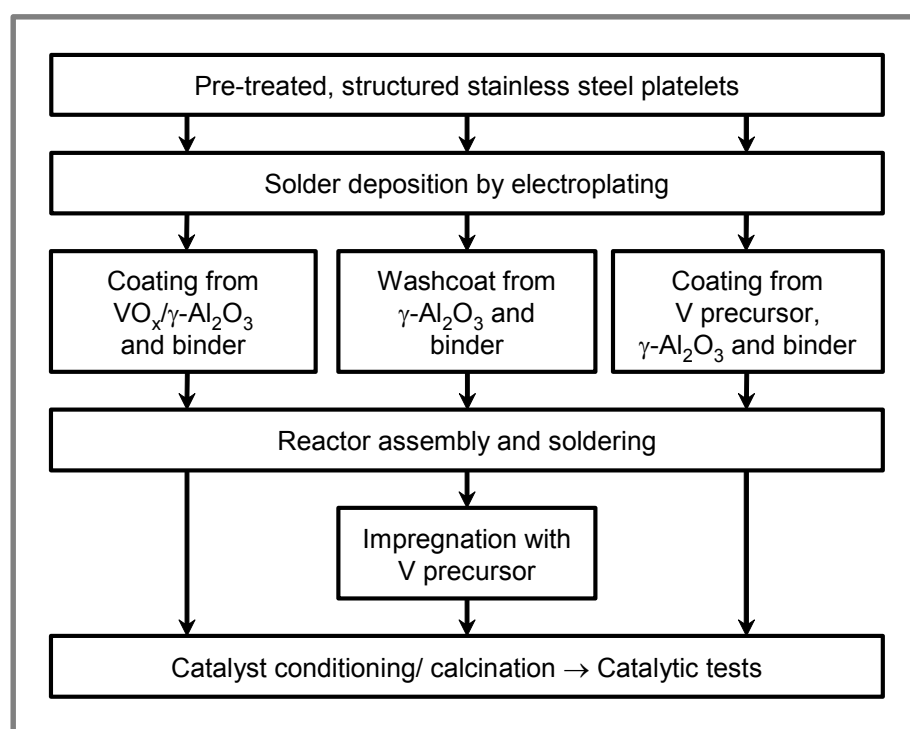 Pre-treated, structured stainless steel platelets
Solder deposition by electroplating
Coating from
VOₓ/γ-Al₂O₃
and binder
Washcoat from
γ-Al₂O₃ and
binder
Coating from
V precursor,
γ-Al₂O₃ and binder
Reactor assembly and soldering
Impregnation with
V precursor
Catalyst conditioning/ calcination → Catalytic tests